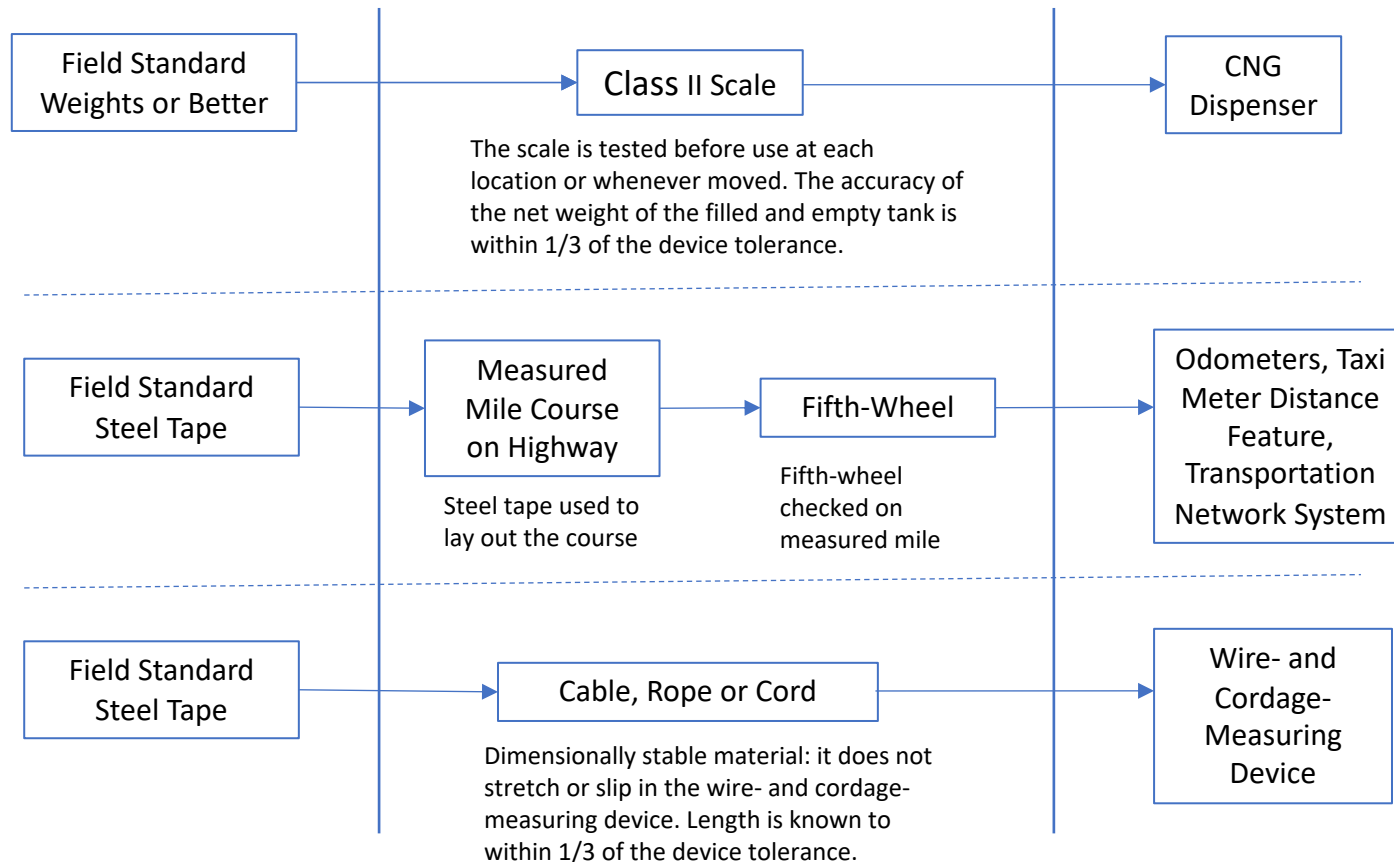 Field Standard
Weights or Better
Class II Scale
CNG
Dispenser
The scale is tested before use at each
location or whenever moved. The accuracy of
the net weight of the filled and empty tank is
within 1/3 of the device tolerance.
Field Standard
Steel Tape
Measured
Mile Course
on Highway
Steel tape used to
lay out the course
Fifth-Wheel
Fifth-wheel
checked on
measured mile
Odometers, Taxi
Meter Distance
Feature,
Transportation
Network System
Field Standard
Steel Tape
Cable, Rope or Cord
Dimensionally stable material: it does not
stretch or slip in the wire- and cordage-
measuring device. Length is known to
within 1/3 of the device tolerance.
Wire- and
Cordage-
Measuring
Device